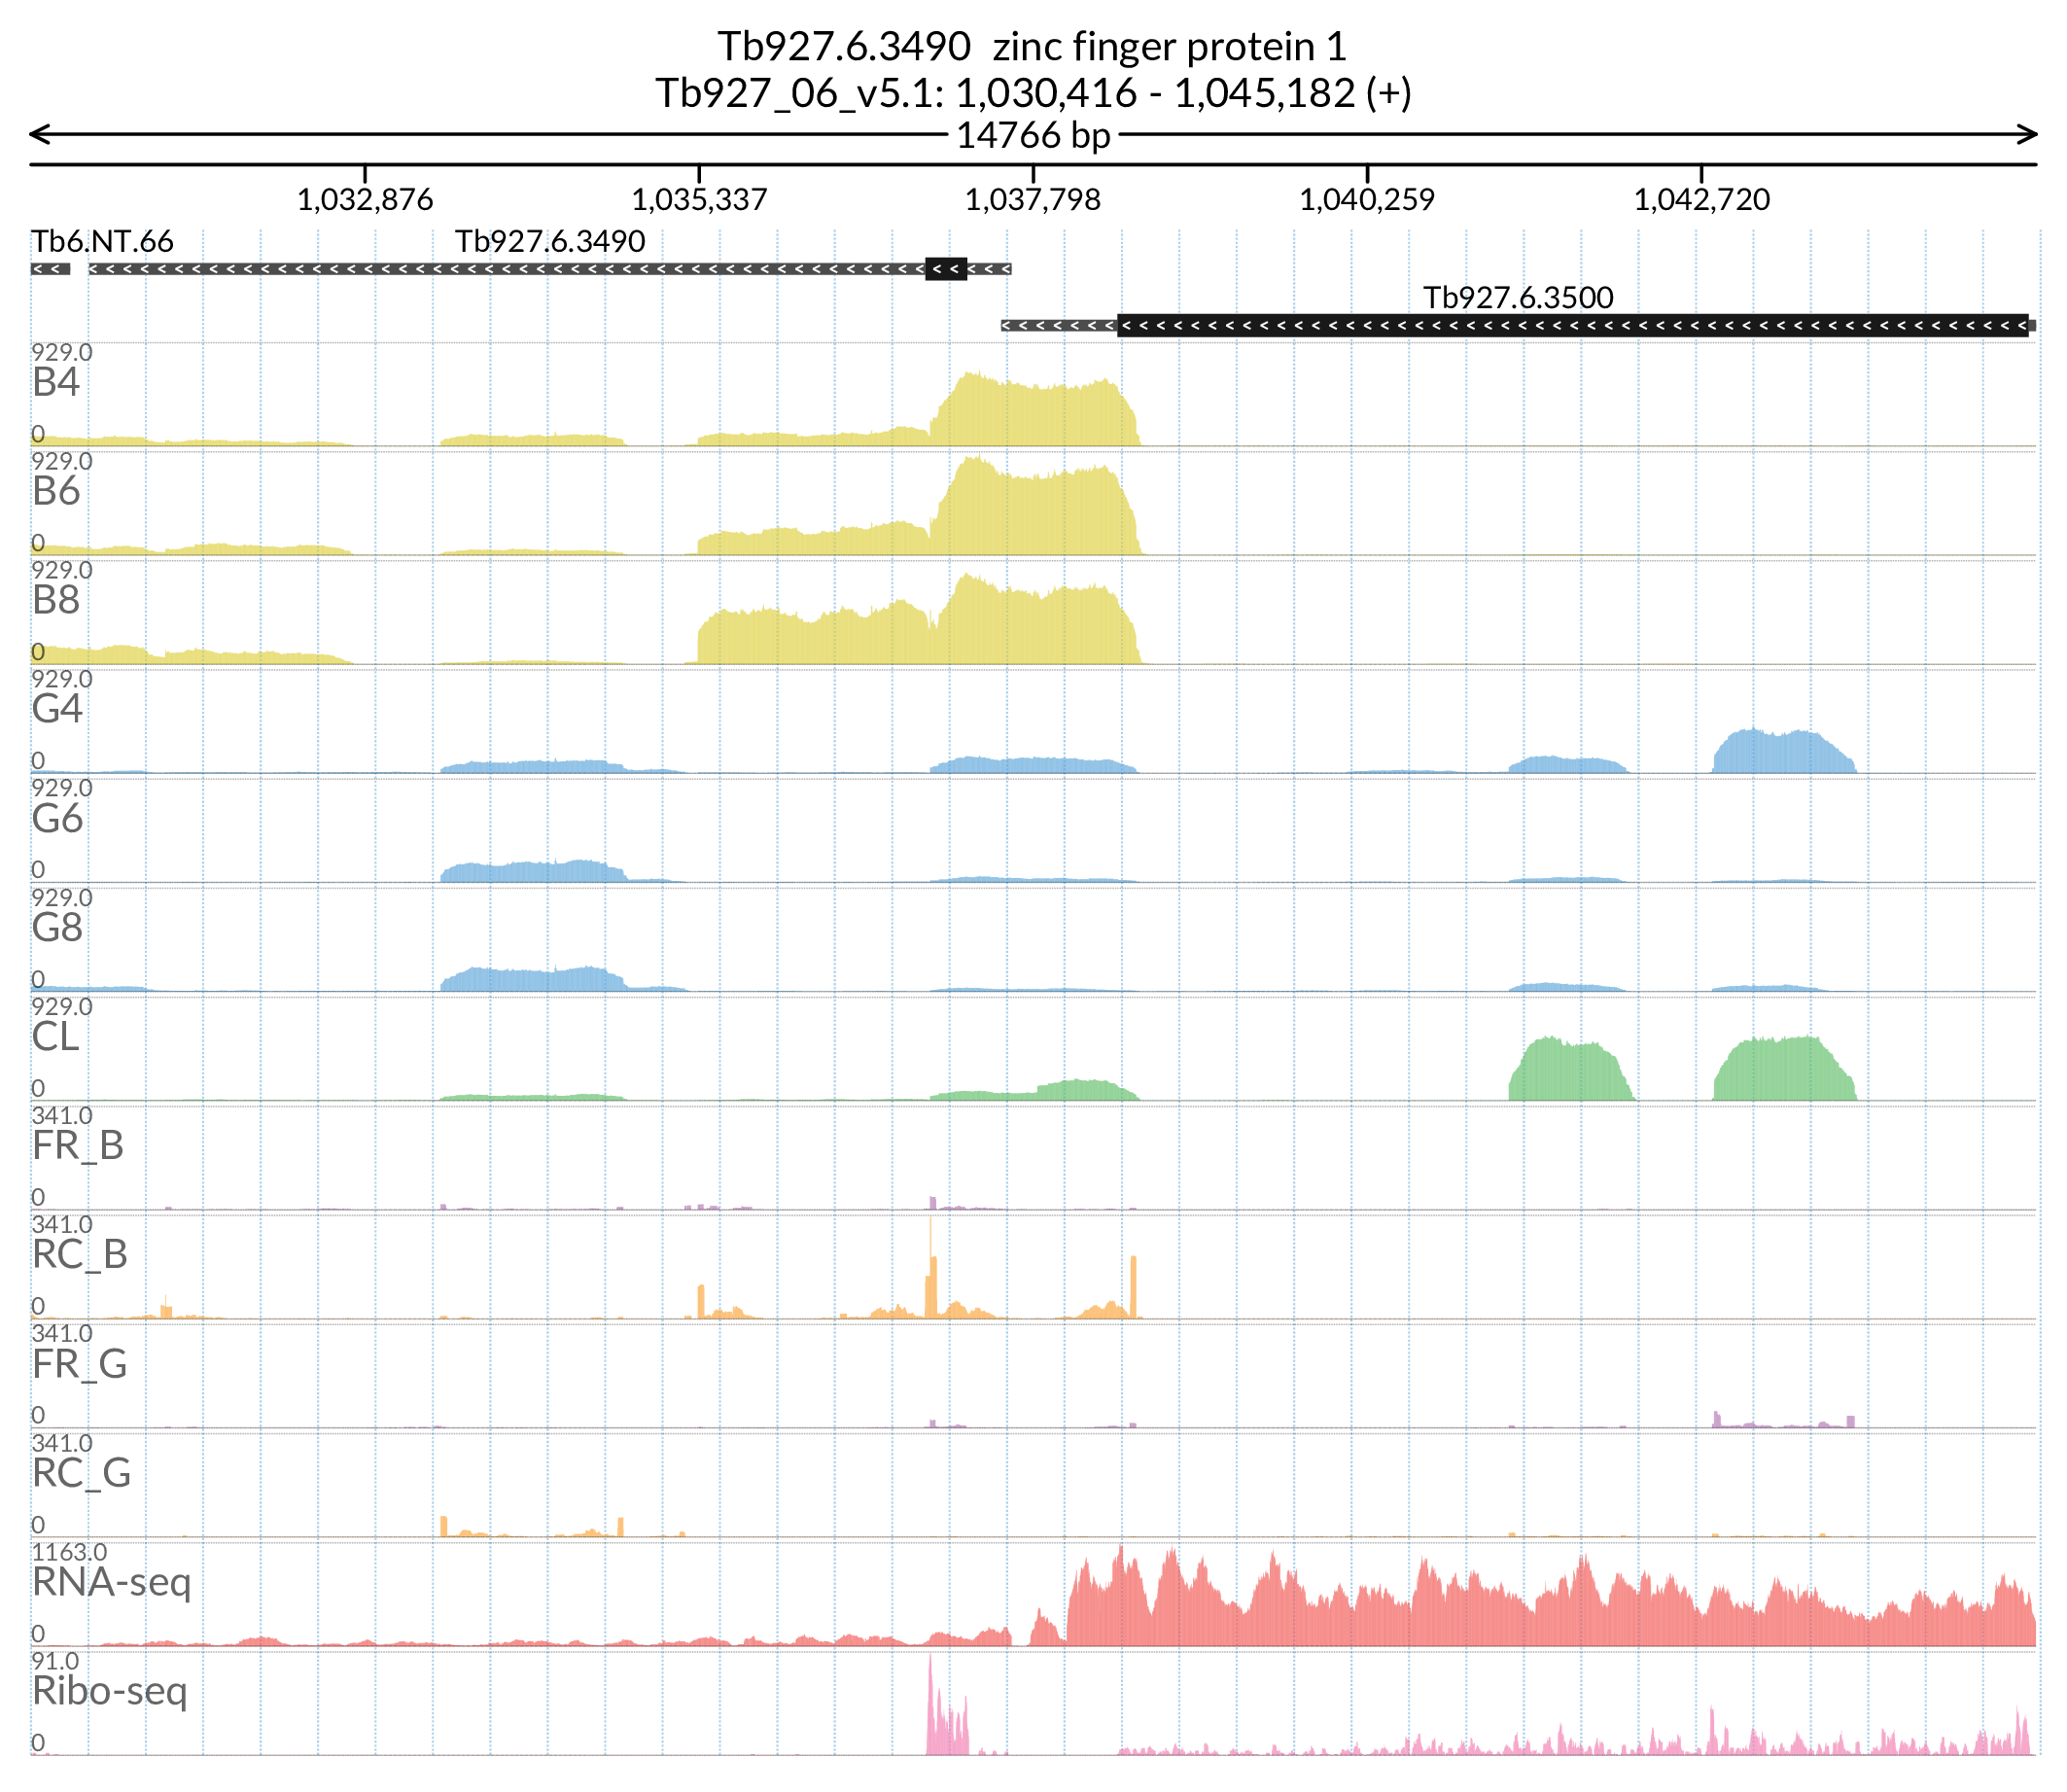 Tb927.6.3490 zinc finger protein 1
Tb927_06_v5.1: 1,030,416 - 1,045,182 (+)
14766 bp
1,032,876 1,035,337 1,037,798 1,040,259 1,042,720
Tb6.NT.66 Tb927.6.3490
Tb927.6.3500
929.0
B4
0
929.0
B6
0
929.0
B8
0
929.0
G4
0
929.0
G6
0
929.0
G8
0
929.0
CL
0
341.0
FR_B
0
341.0
RC_B
0
341.0
FR_G
0
341.0
RC_G
0
1163.0
RNA-seq
0
91.0
Ribo-seq
0